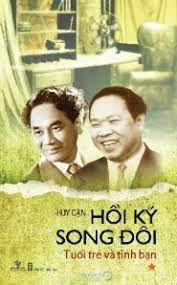 HUY CẬN
HỒI KÝ
SONG ĐÔI
Tuổi trẻ và tình bạn